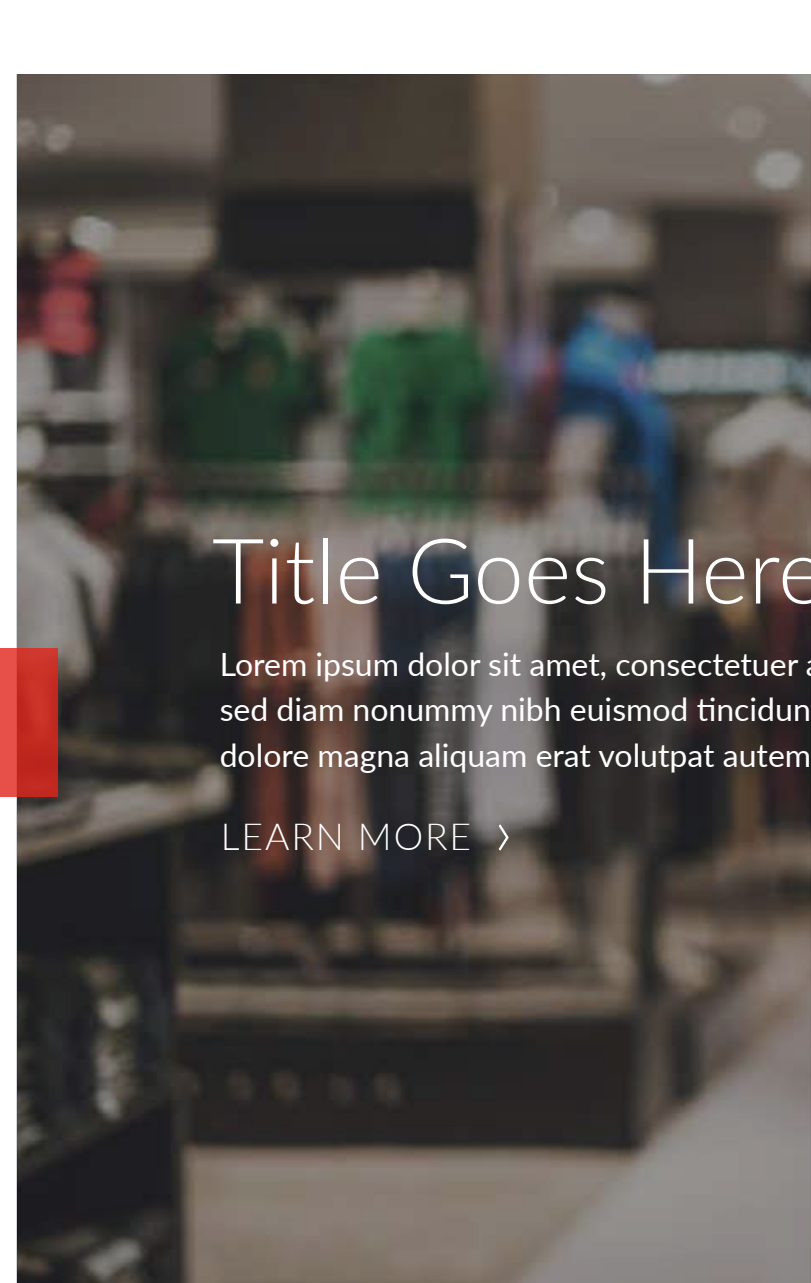 Title Goes Here
Lorem ipsum dolor sit amet, consectetuer
sed diam nonummy nibh euismod tincidun
dolore magna aliquam erat volutpat autem
LEARN MORE ›